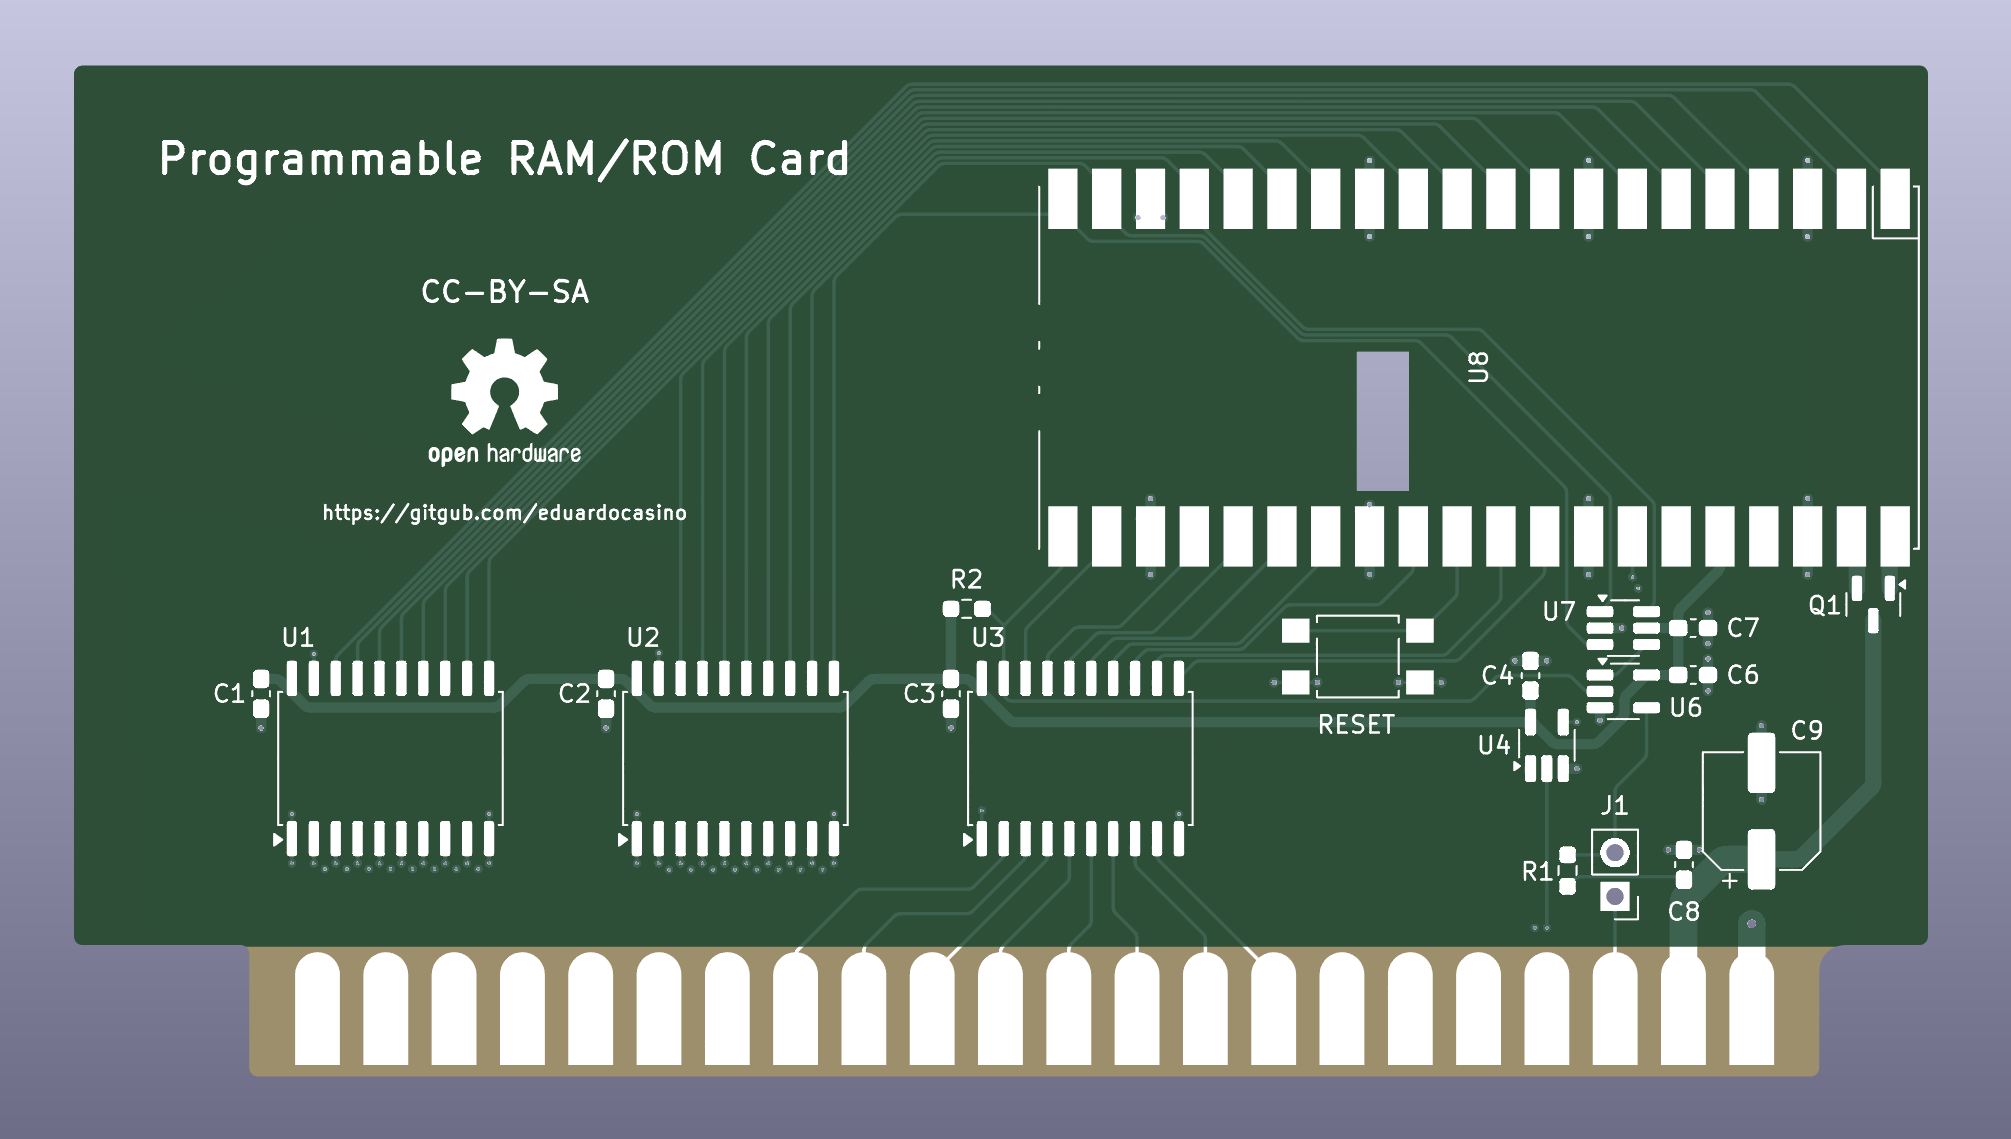 Programmable RAM/ROM Card
CC-BY-SA
open hardware
https://gitgub.com/eduardocasino
U8
R2
U1
U2
U3
U7
C7
Q1
C1
C2
C3
C4
C6
U6
RESET
U4
C9
J1
R1
+
C8